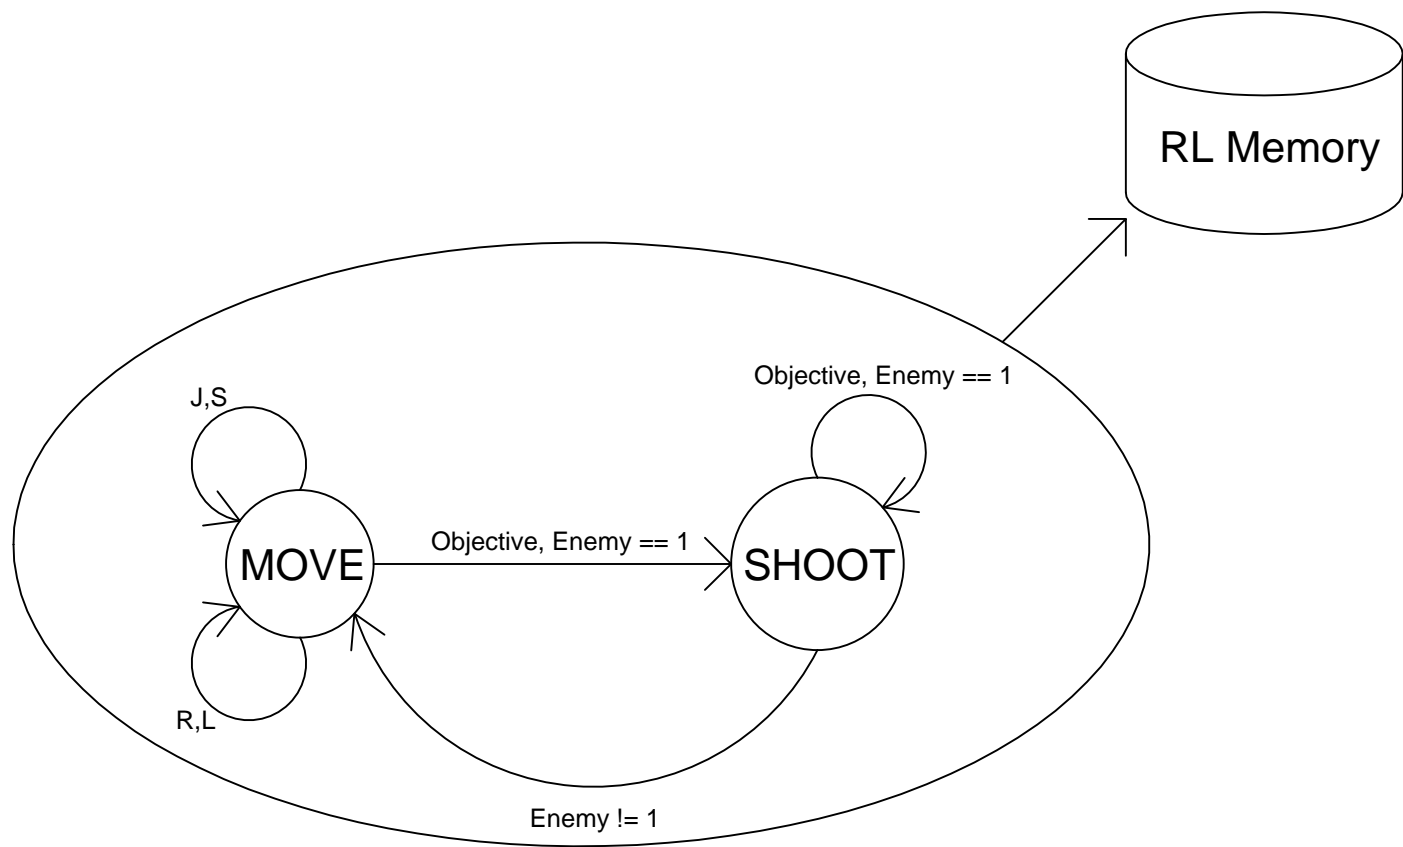 RL Memory
Objective, Enemy == 1
J,S
Objective, Enemy == 1
MOVE
SHOOT
R,L
Enemy != 1